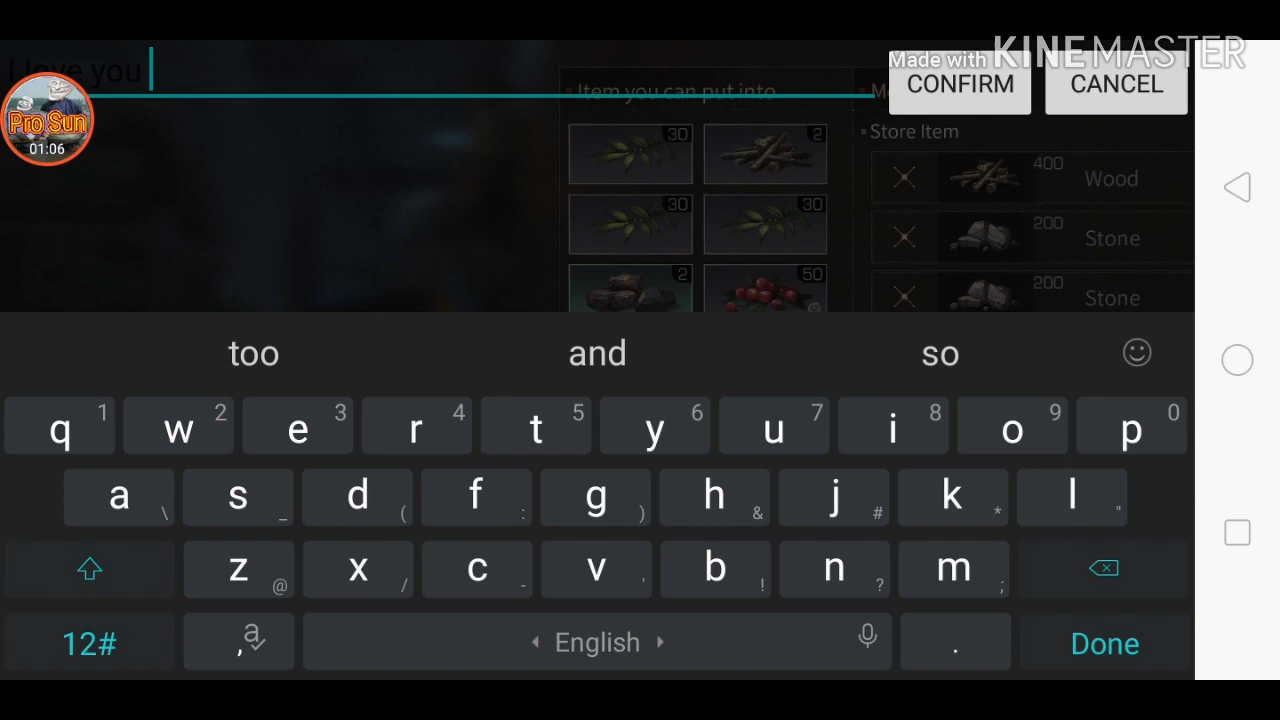 Made with KINEMASTER
I love you
CONFIRM
CANCEL
Item you can put into
Pro Sun
01:06
Store Item
30
2
400
Wood
30
30
200
Stone
2
50
200
Stone
too
and
so
q 1 w 2 e 3 r 4 t 5 y 6 u 7 i 8 o 9 p 0
a \ s _ d ( f : g ) h & j # k * l "
z @ x / c - v ' b ! n ? m ;
12# , a English . Done